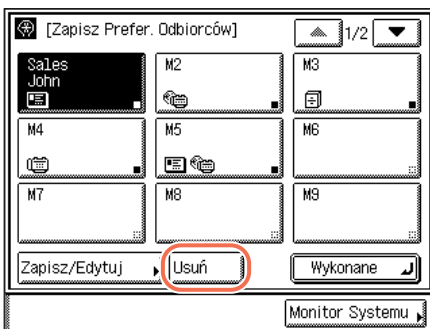 [Zapisz Prefer. Odbiorców]
1/2
Sales
John
M2
M3
M4
M5
M6
M7
M8
M9
Zapisz/Edytuj
Usuń
Wykonane
Monitor Systemu